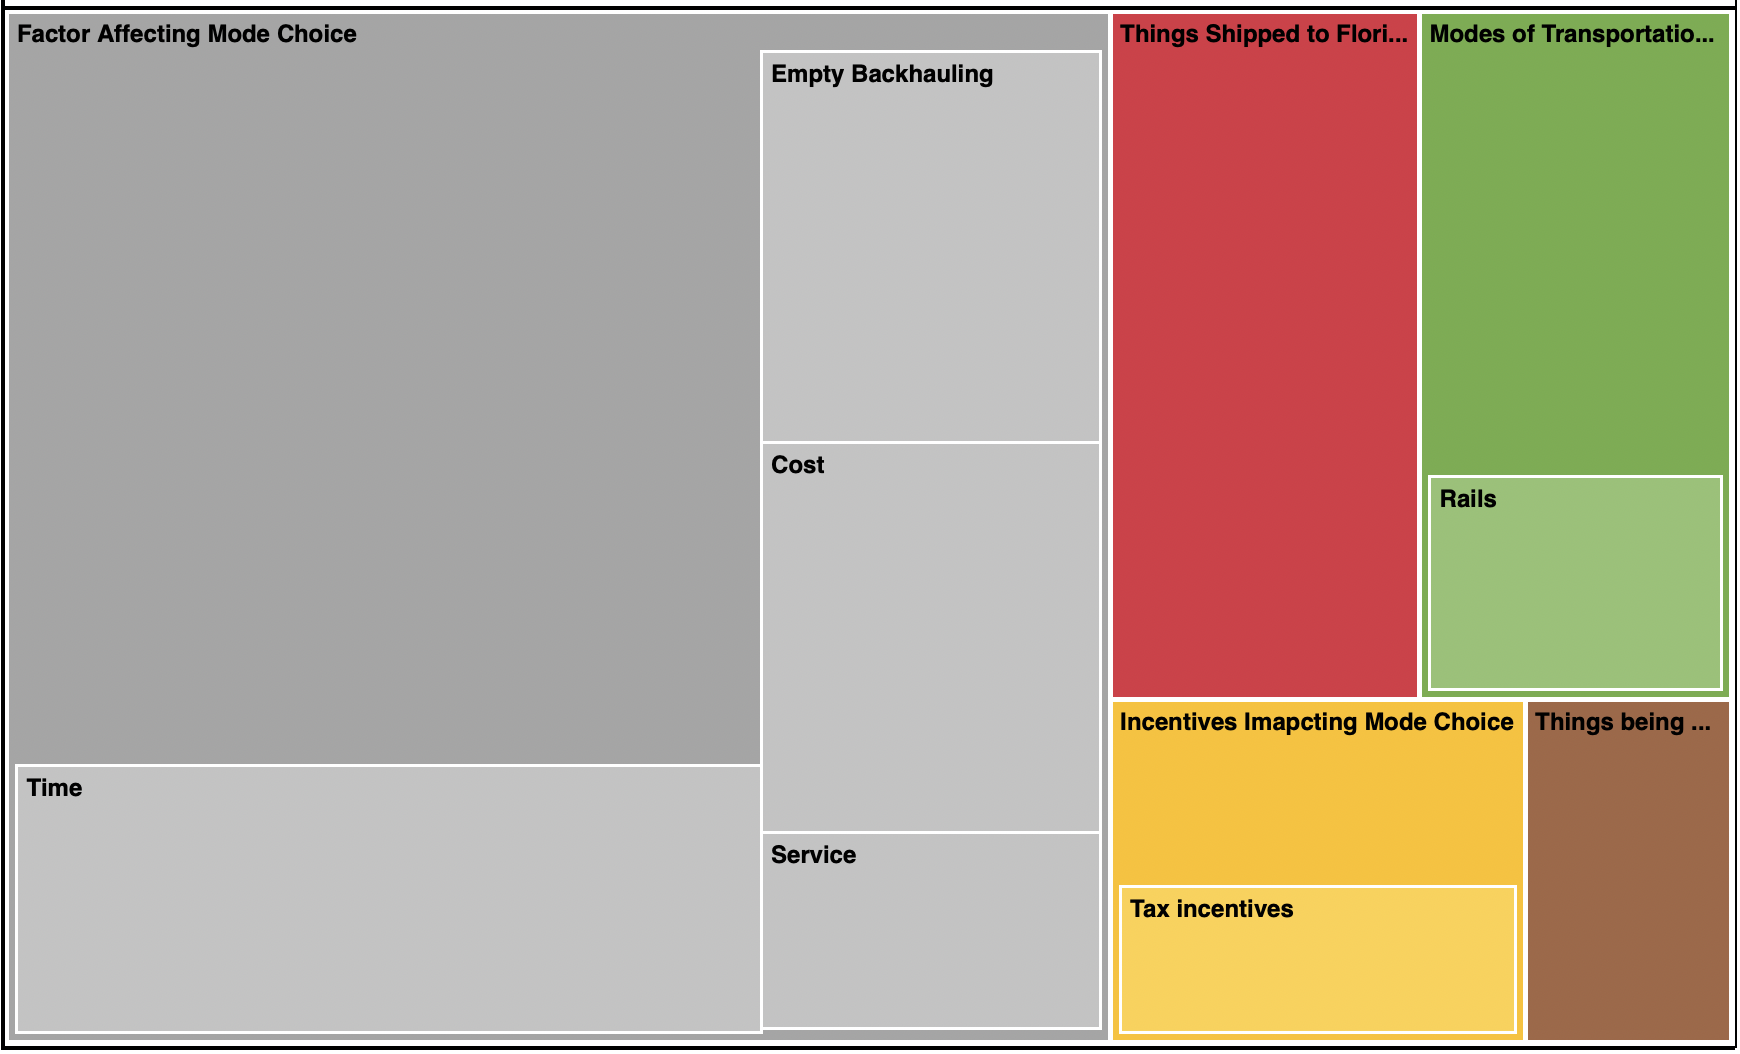 Factor Affecting Mode Choice
Empty Backhauling
Cost
Time
Service
Things Shipped to Flori...
Modes of Transportatio...
Rails
Incentives Imapcting Mode Choice
Things being ...
Tax incentives